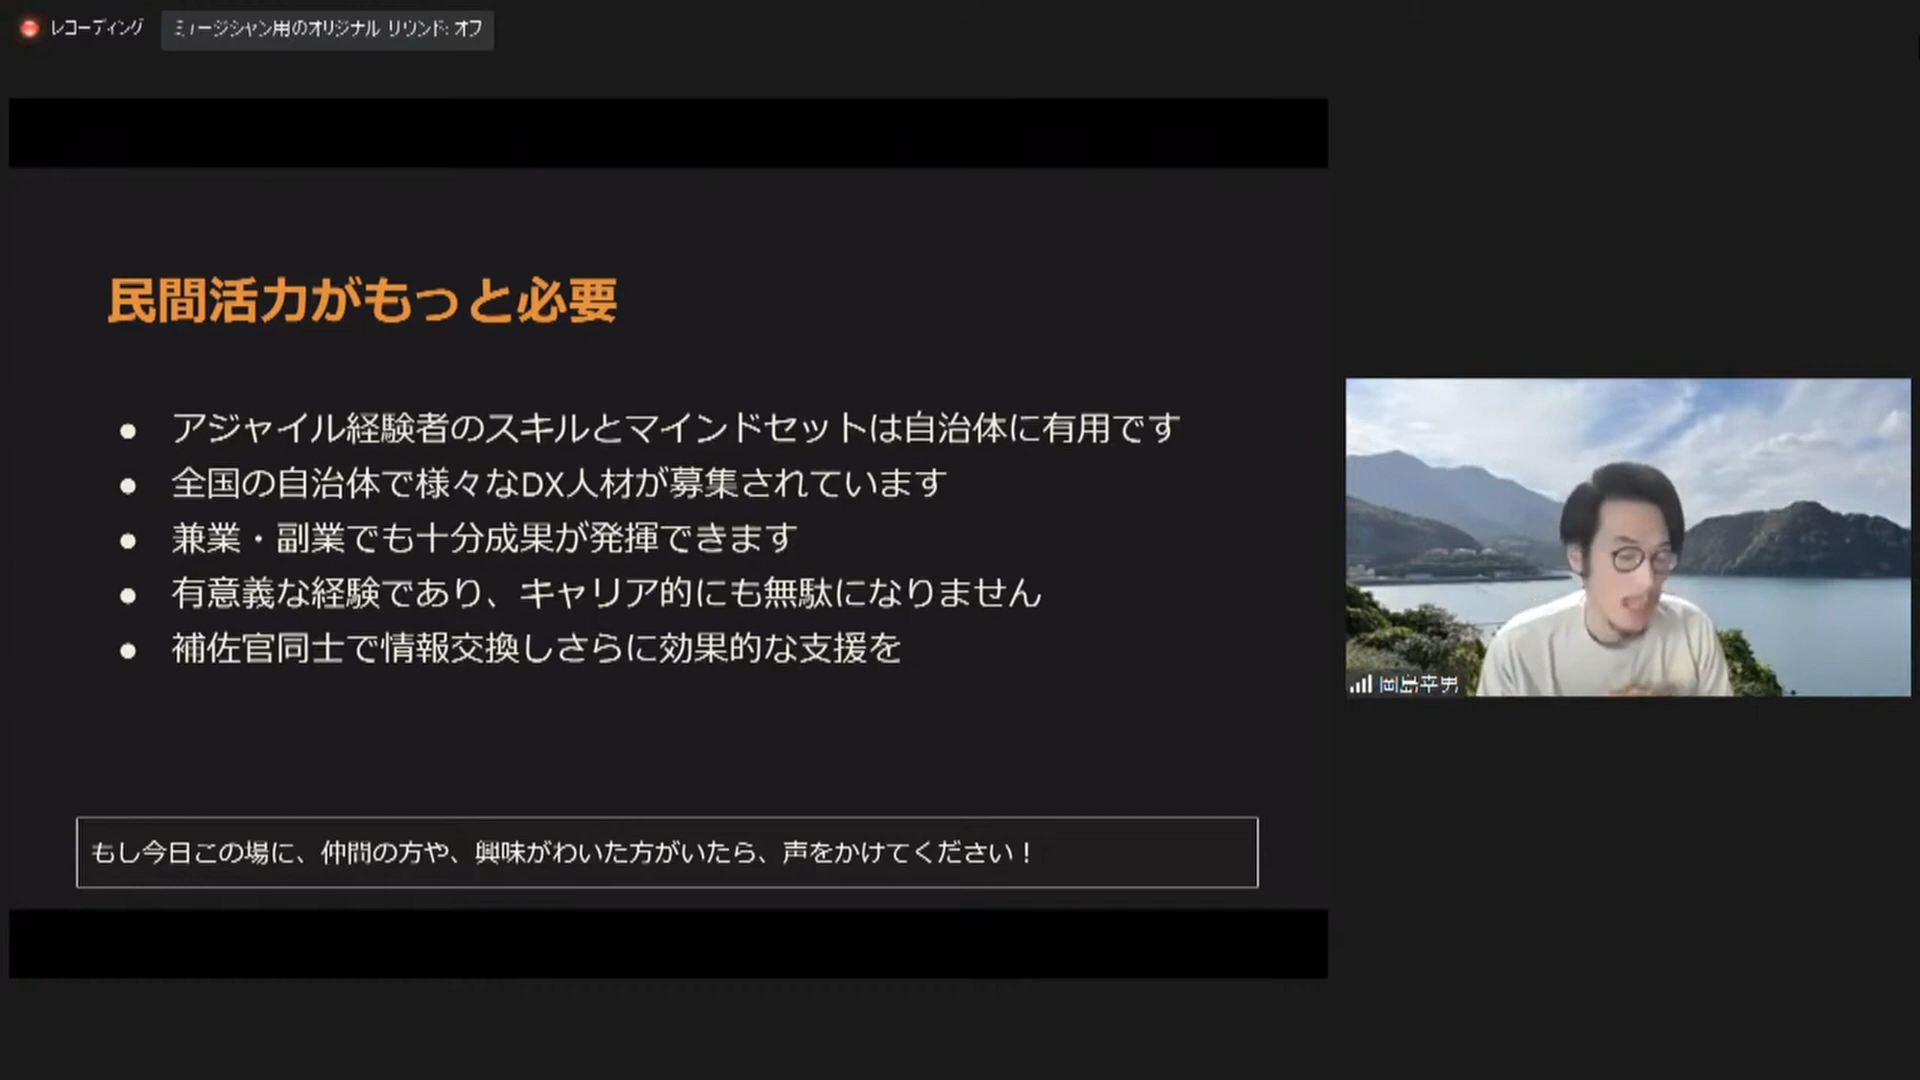 レコーディング
ミュージシャン用のオリジナル サウンド: オフ
民間活力がもっと必要
● アジャイル経験者のスキルとマインドセットは自治体に有用です
● 全国の自治体で様々なDX人材が募集されています
● 兼業・副業でも十分成果が発揮できます
● 有意義な経験であり、キャリア的にも無駄になりません
● 補佐官同士で情報交換しさらに効果的な支援を
もし今日この場に、仲間の方や、興味がわいた方がいたら、声をかけてください！
岡島幸男